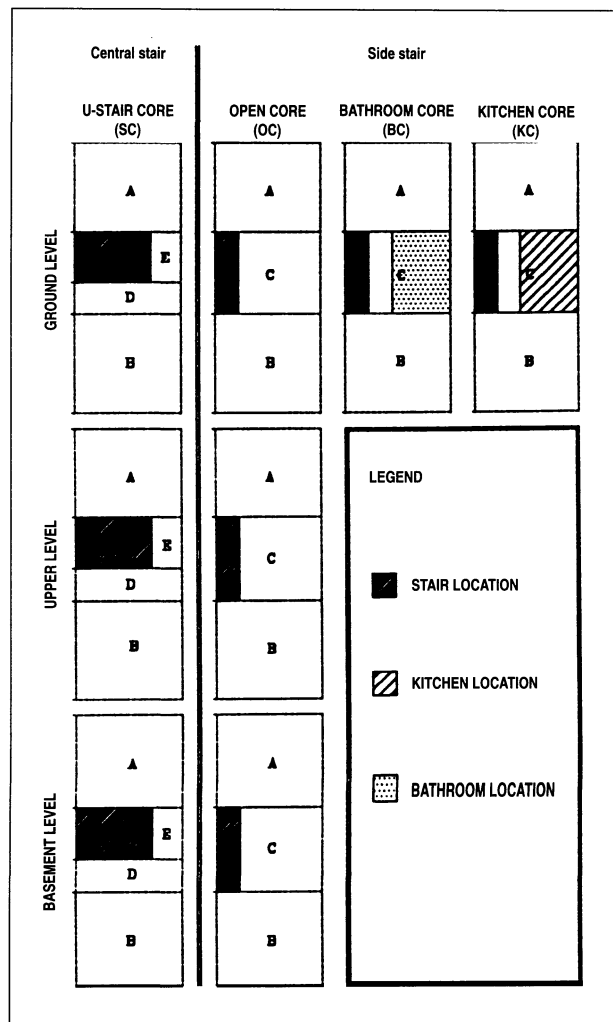 Central stair
Side stair
U-STAIR CORE
(SC)
OPEN CORE
(OC)
BATHROOM CORE
(BC)
KITCHEN CORE
(KC)
GROUND LEVEL
A
E
D
B
A
C
B
A
C
B
A
E
B
UPPER LEVEL
A
E
D
B
A
C
B
BASEMENT LEVEL
A
E
D
B
A
C
B
LEGEND
STAIR LOCATION
KITCHEN LOCATION
BATHROOM LOCATION